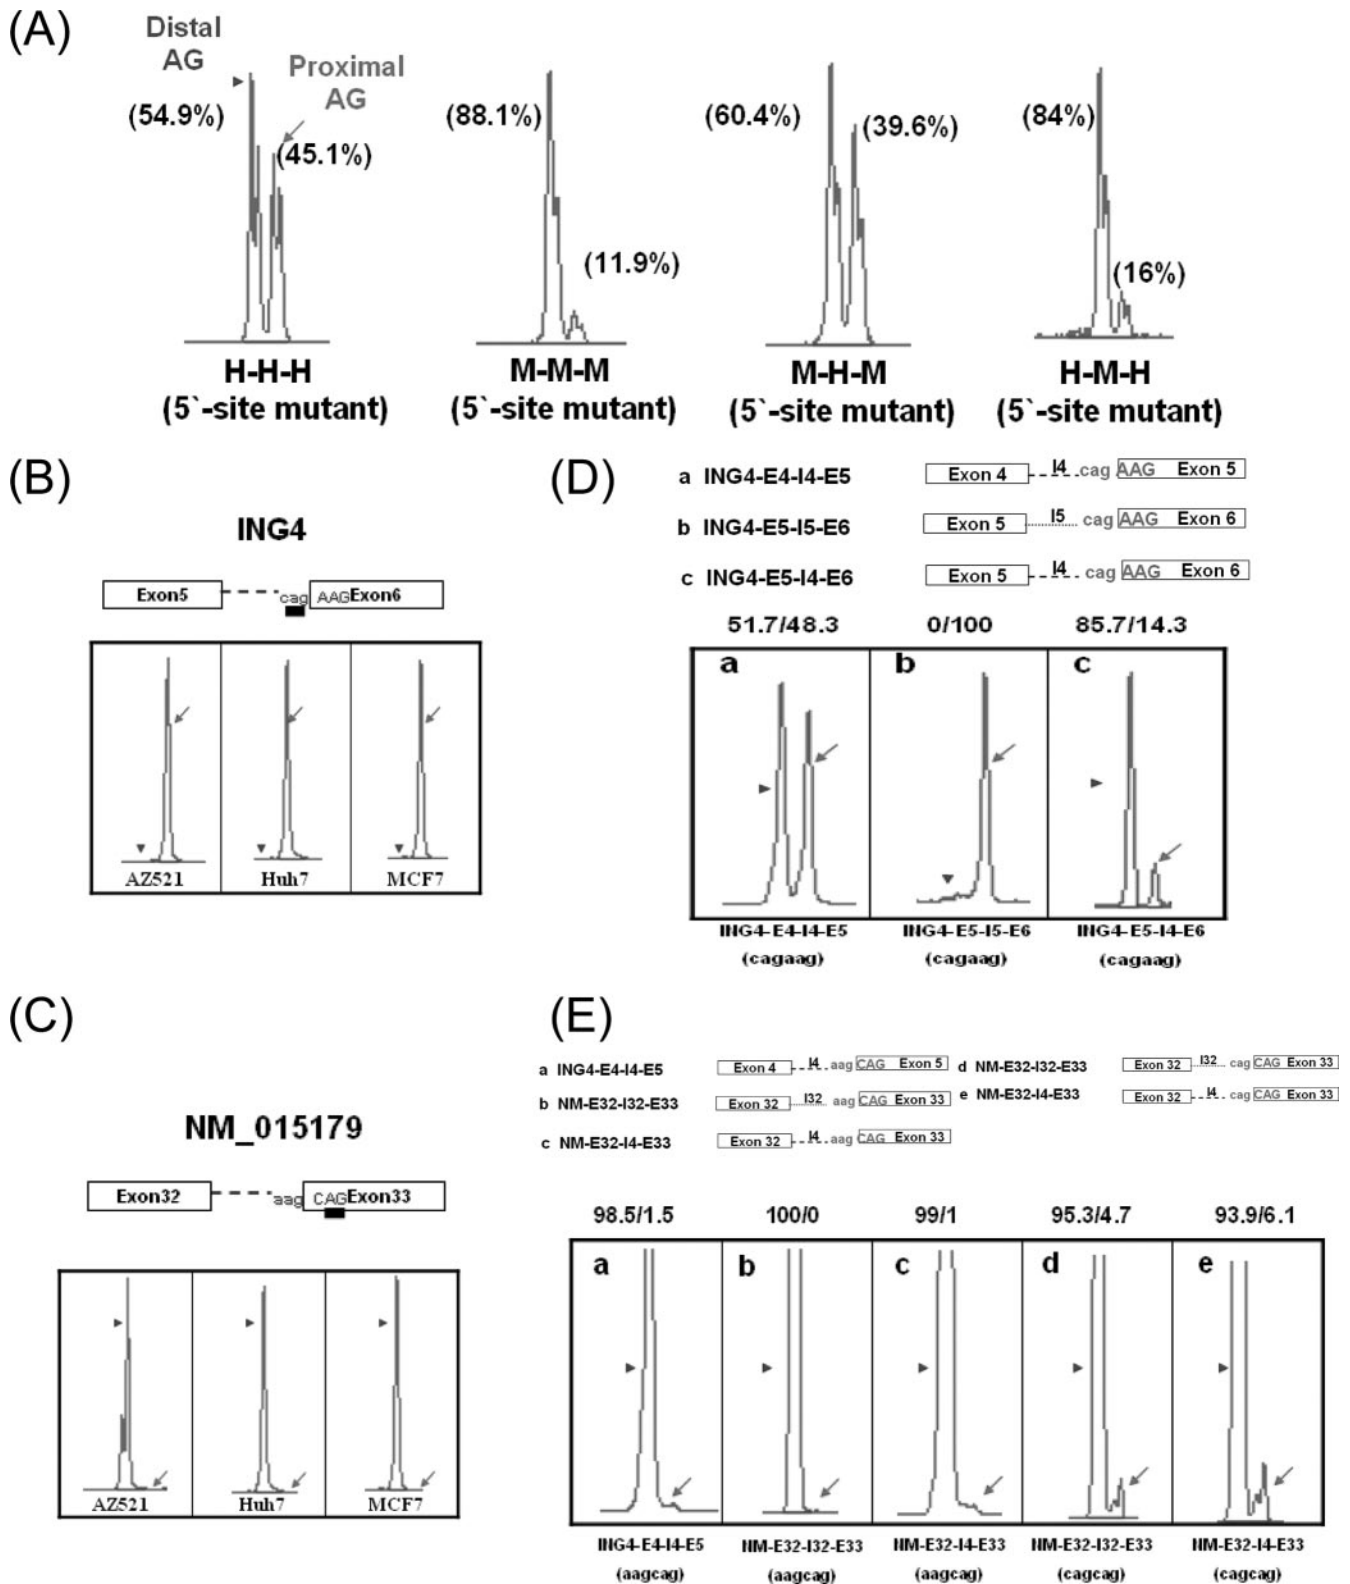 (A)
Distal
AG
Proximal
AG
(54.9%)
(45.1%)
(88.1%)
(11.9%)
(60.4%)
(39.6%)
(84%)
(16%)
H-H-H
(5`-site mutant)
M-M-M
(5`-site mutant)
M-H-M
(5`-site mutant)
H-M-H
(5`-site mutant)
(B)
ING4
Exon5
cag
AAG Exon6
AZ521
Huh7
MCF7
(D)
a ING4-E4-I4-E5
Exon 4
I4
cag
AAG Exon 5
b ING4-E5-I5-E6
Exon 5
I5
cag
AAG Exon 6
c ING4-E5-I4-E6
Exon 5
I4
cag
AAG Exon 6
51.7/48.3
0/100
85.7/14.3
a
b
c
ING4-E4-I4-E5
(cagaag)
ING4-E5-I5-E6
(cagaag)
ING4-E5-I4-E6
(cagaag)
(C)
NM_015179
Exon32
aag
CAG Exon33
AZ521
Huh7
MCF7
(E)
a ING4-E4-I4-E5
Exon 4
I4
aag
CAG Exon 5
b NM-E32-I32-E33
Exon 32
I32
aag
CAG Exon 33
c NM-E32-I4-E33
Exon 32
I4
aag
CAG Exon 33
d NM-E32-I32-E33
Exon 32
I32
cag
CAG Exon 33
e NM-E32-I4-E33
Exon 32
I4
cag
CAG Exon 33
98.5/1.5
100/0
99/1
95.3/4.7
93.9/6.1
a
b
c
d
e
ING4-E4-I4-E5
(aagcag)
NM-E32-I32-E33
(aagcag)
NM-E32-I4-E33
(aagcag)
NM-E32-I32-E33
(cagcag)
NM-E32-I4-E33
(cagcag)